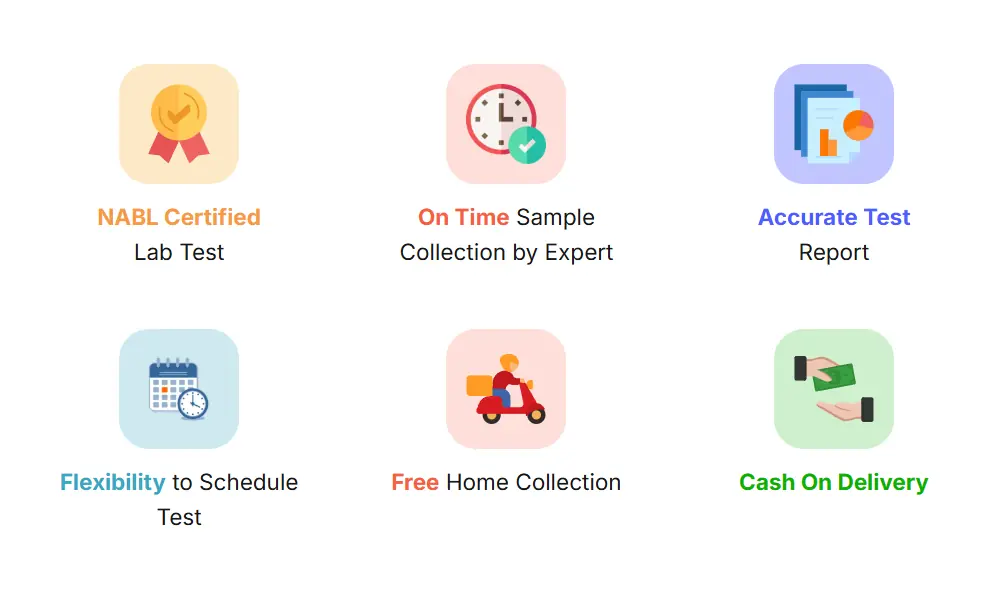 NABL Certified
Lab Test
On Time Sample
Collection by Expert
Accurate Test
Report
Flexibility to Schedule
Test
Free Home Collection
Cash On Delivery